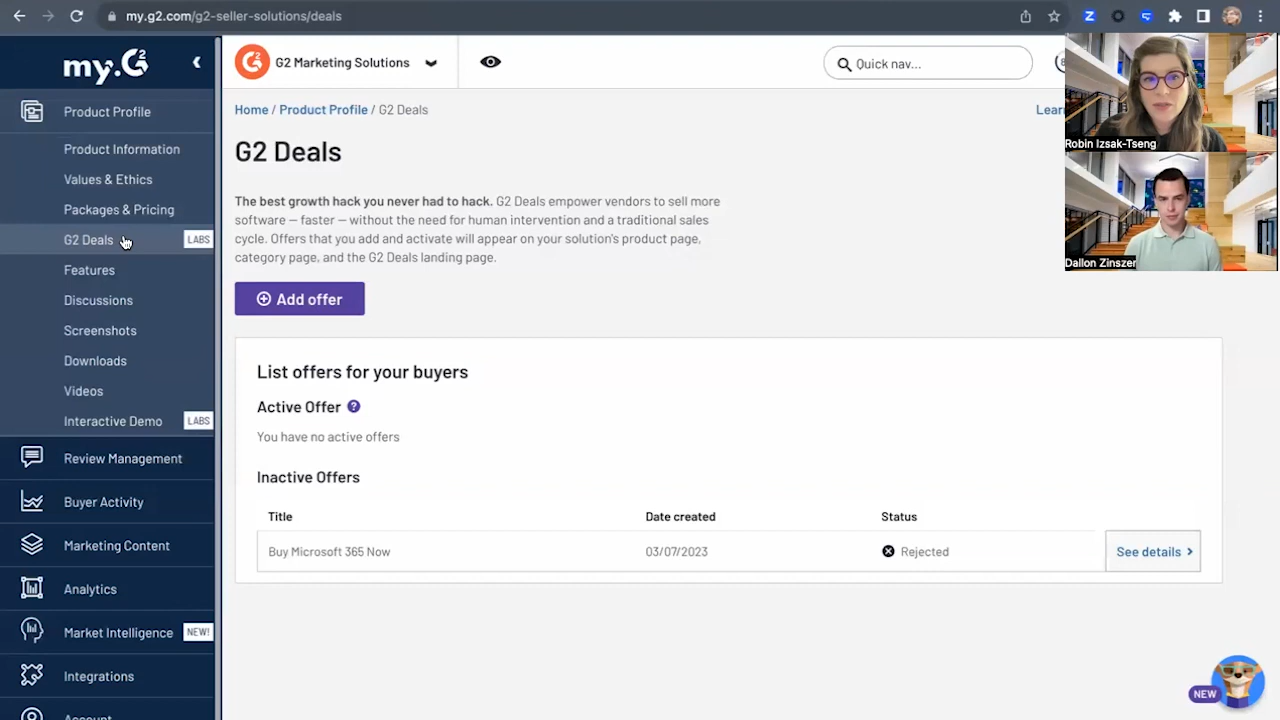 my.g2.com/g2-seller-solutions/deals
my.G2
G2 Marketing Solutions
Quick nav...
Product Profile
Product Information
Values & Ethics
Packages & Pricing
G2 Deals
LABS
Features
Discussions
Screenshots
Downloads
Videos
Interactive Demo
LABS
Review Management
Buyer Activity
Marketing Content
Analytics
Market Intelligence
NEW!
Integrations
Account
Home / Product Profile / G2 Deals
G2 Deals
The best growth hack you never had to hack. G2 Deals empower vendors to sell more
software — faster — without the need for human intervention and a traditional sales
cycle. Offers that you add and activate will appear on your solution's product page,
category page, and the G2 Deals landing page.
Add offer
List offers for your buyers
Active Offer ?
You have no active offers
Inactive Offers
Title Date created Status
Buy Microsoft 365 Now 03/07/2023 Rejected See details >
Robin Izsak-Tseng
Dallon Zinszer
NEW